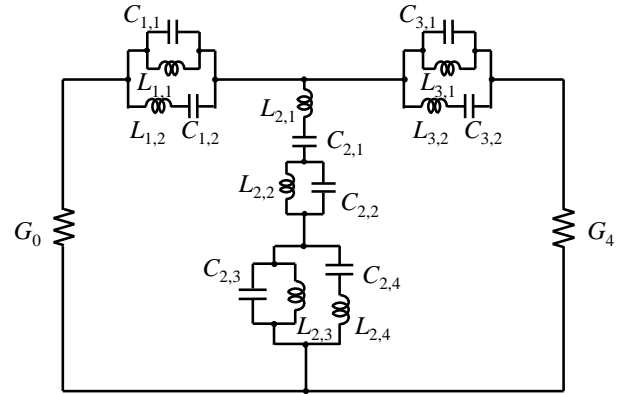 C1,1
C3,1
L1,1
L3,1
L2,1
L1,2 C1,2
L3,2 C3,2
C2,1
L2,2
C2,2
G0
G4
C2,3
C2,4
L2,3 L2,4